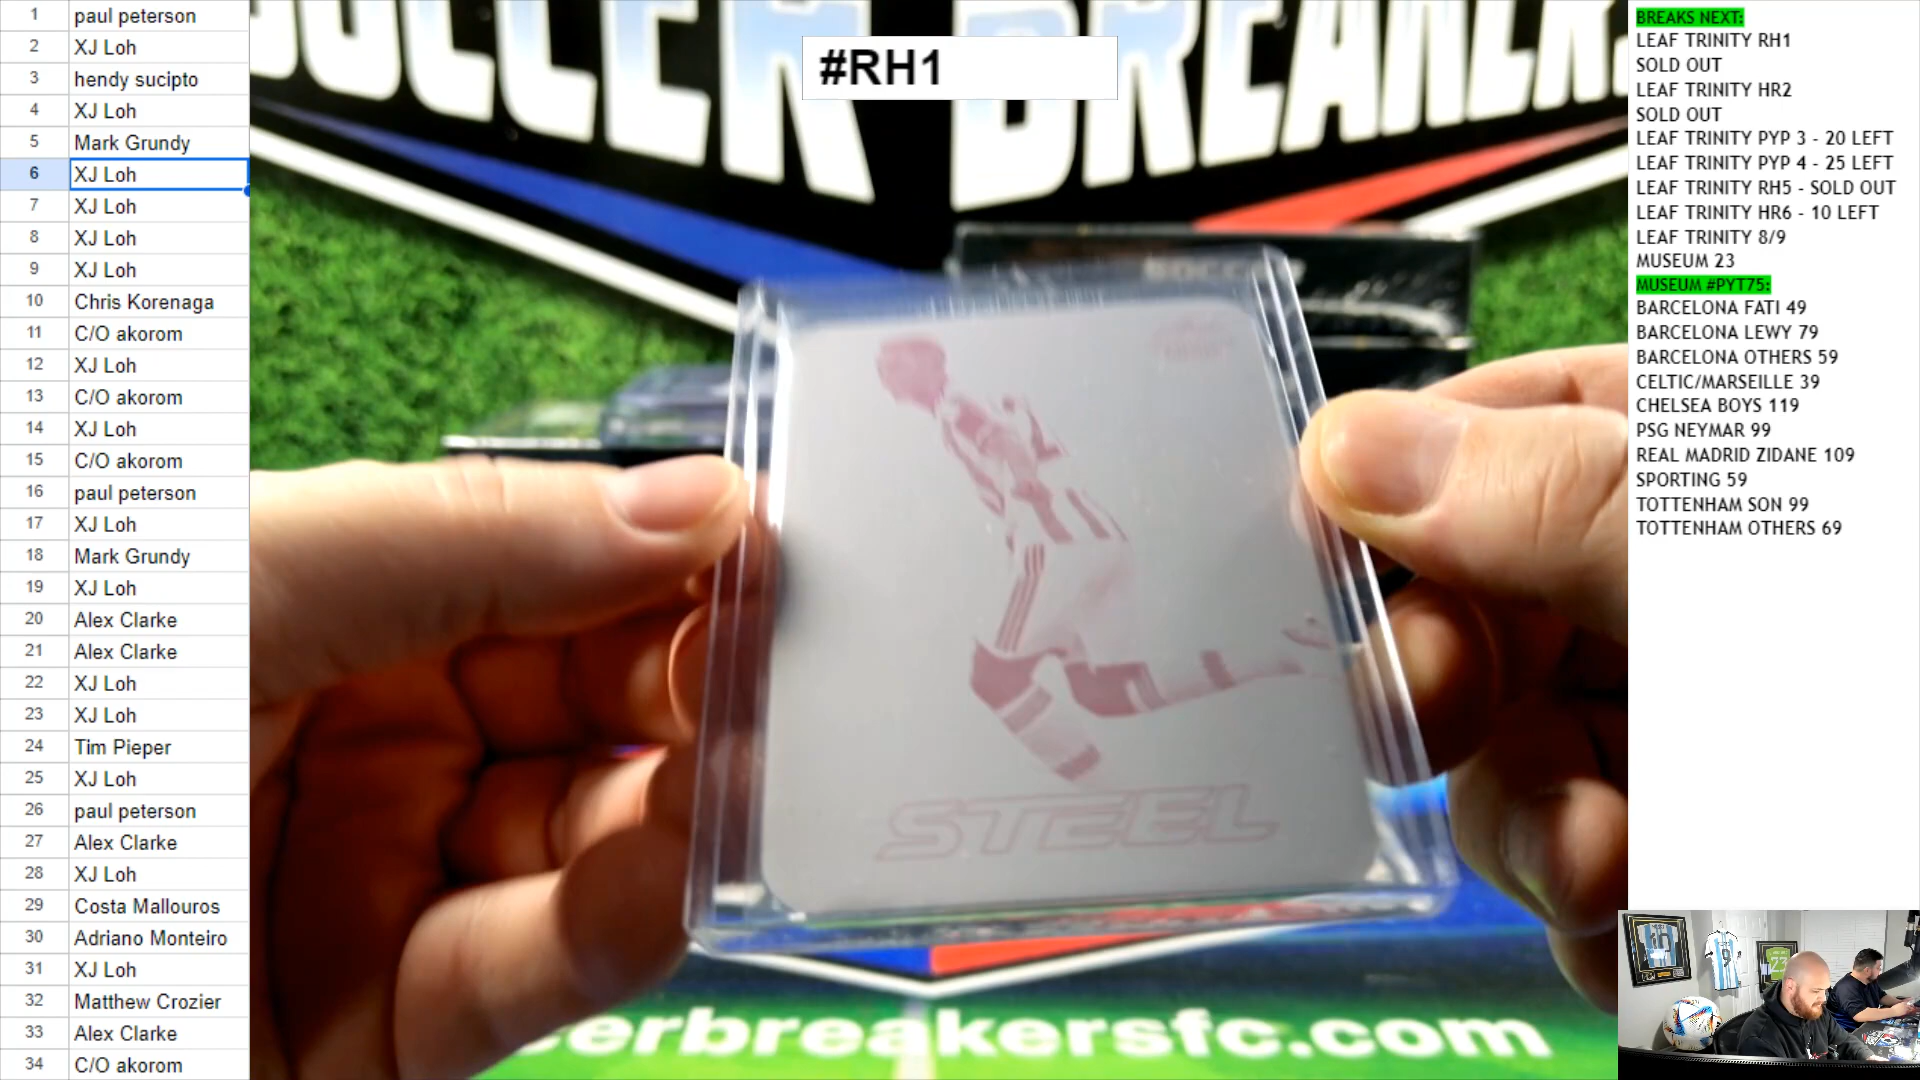 1 paul peterson
2 XJ Loh
3 hendy sucipto
4 XJ Loh
5 Mark Grundy
6 XJ Loh
7 XJ Loh
8 XJ Loh
9 XJ Loh
10 Chris Korenaga
11 C/O akorom
12 XJ Loh
13 C/O akorom
14 XJ Loh
15 C/O akorom
16 paul peterson
17 XJ Loh
18 Mark Grundy
19 XJ Loh
20 Alex Clarke
21 Alex Clarke
22 XJ Loh
23 XJ Loh
24 Tim Pieper
25 XJ Loh
26 paul peterson
27 Alex Clarke
28 XJ Loh
29 Costa Mallouros
30 Adriano Monteiro
31 XJ Loh
32 Matthew Crozier
33 Alex Clarke
34 C/O akorom
SOCCER BREAKERS
#RH1
SOCCER
STEEL
cerbreakersfc.com
BREAKS NEXT:
LEAF TRINITY RH1
SOLD OUT
LEAF TRINITY HR2
SOLD OUT
LEAF TRINITY PYP 3 - 20 LEFT
LEAF TRINITY PYP 4 - 25 LEFT
LEAF TRINITY RH5 - SOLD OUT
LEAF TRINITY HR6 - 10 LEFT
LEAF TRINITY 8/9
MUSEUM 23
MUSEUM #PYT75:
BARCELONA FATI 49
BARCELONA LEWY 79
BARCELONA OTHERS 59
CELTIC/MARSEILLE 39
CHELSEA BOYS 119
PSG NEYMAR 99
REAL MADRID ZIDANE 109
SPORTING 59
TOTTENHAM SON 99
TOTTENHAM OTHERS 69